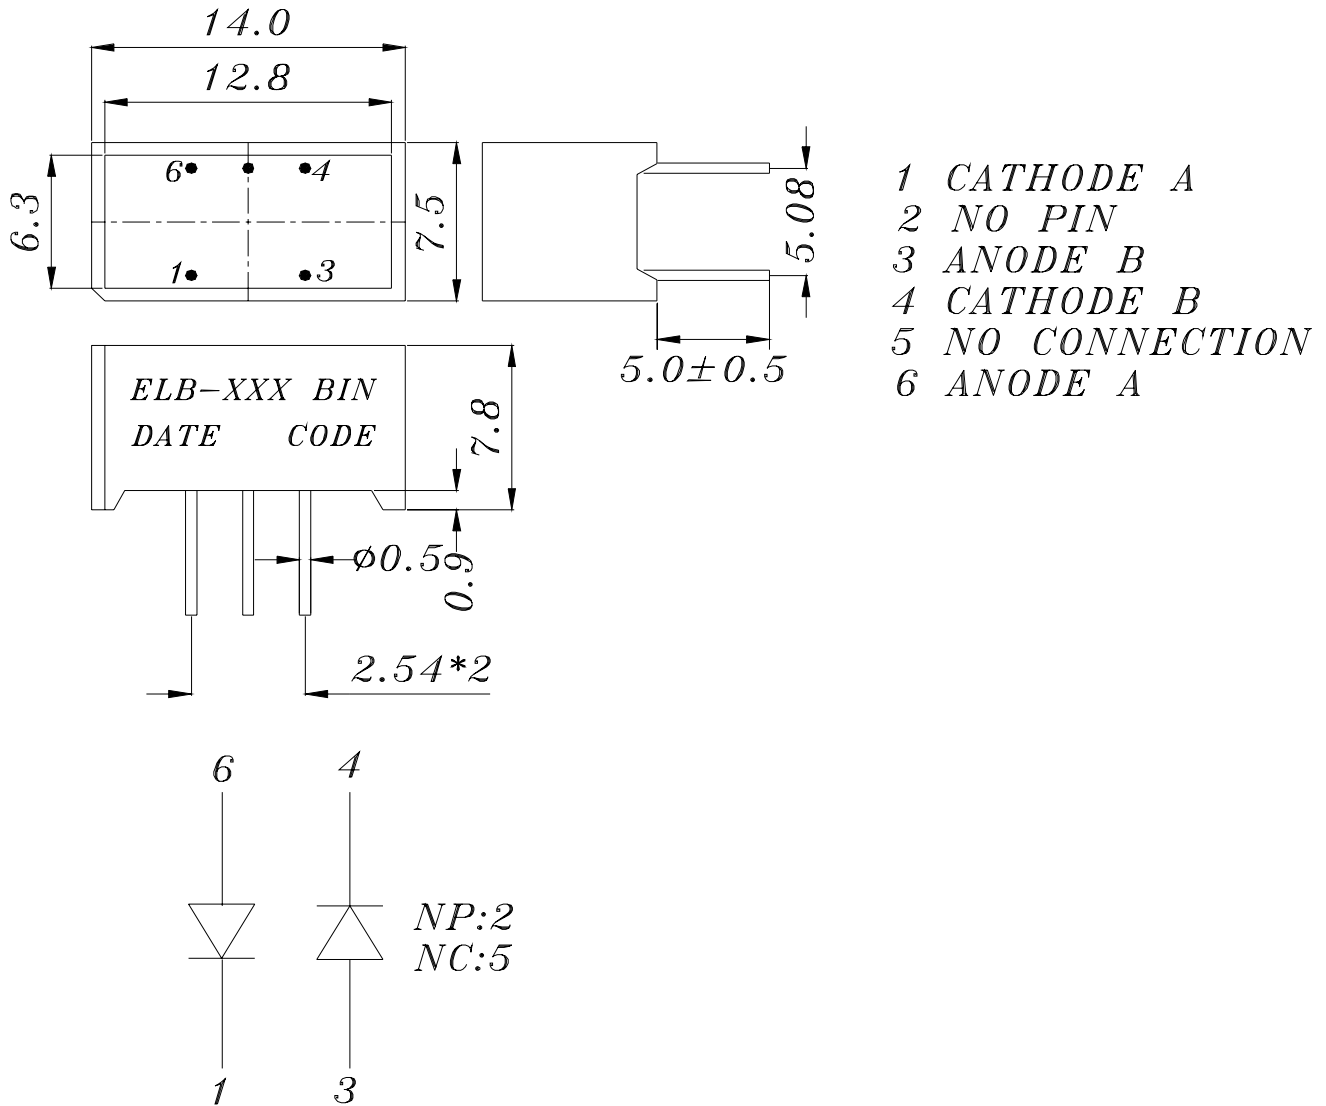 14.0
12.8
6 4
6.3
7.5
1 3
5.08
5.0±0.5
1 CATHODE A
2 NO PIN
3 ANODE B
4 CATHODE B
5 NO CONNECTION
6 ANODE A
ELB-XXX BIN
DATE CODE
7.8
ø0.5
0.9
2.54*2
6 4
NP:2
NC:5
1 3